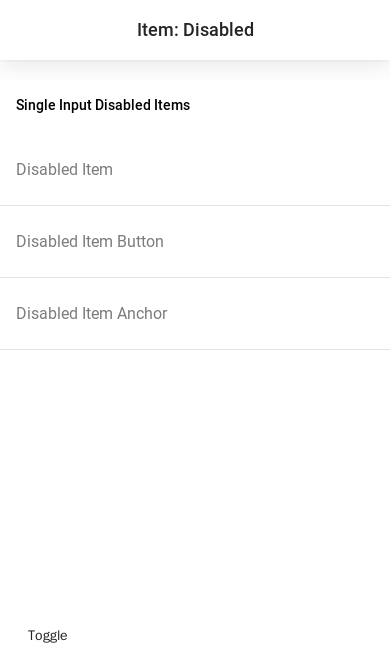 Item: Disabled
Single Input Disabled Items
Disabled Item
Disabled Item Button
Disabled Item Anchor
Toggle